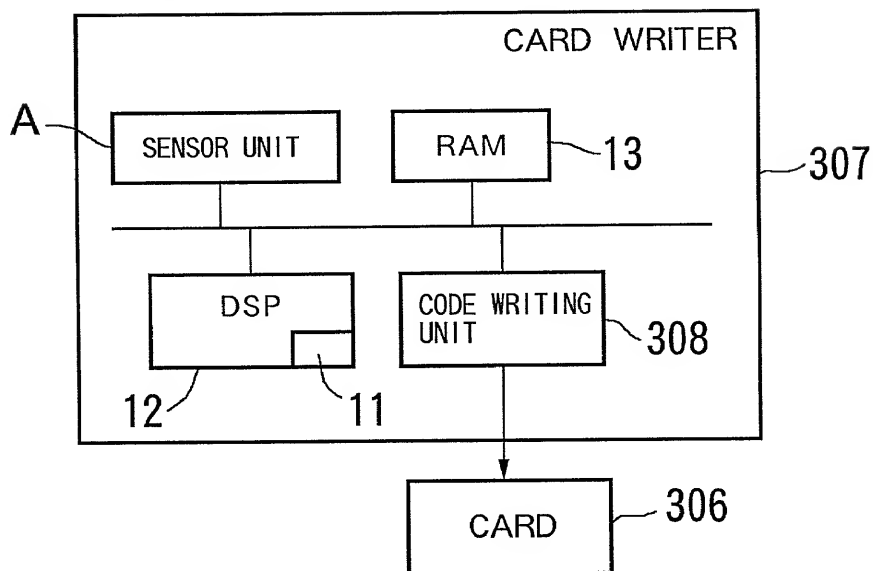 CARD WRITER
A
SENSOR UNIT
RAM
13
307
DSP
CODE WRITING
UNIT
308
12
11
CARD
306